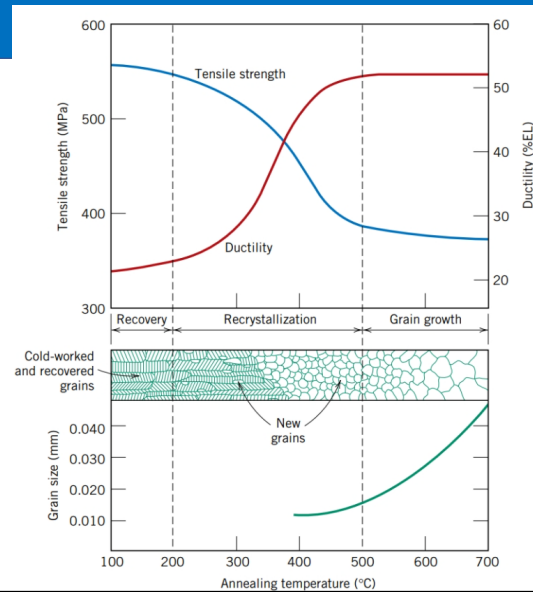 600
500
400
300
Tensile strength (MPa)
60
50
40
30
20
Ductility (%EL)
Tensile strength
Ductility
Recovery
Recrystallization
Grain growth
Cold-worked
and recovered
grains
New
grains
0.040
0.030
0.020
0.010
Grain size (mm)
100 200 300 400 500 600 700
Annealing temperature (°C)